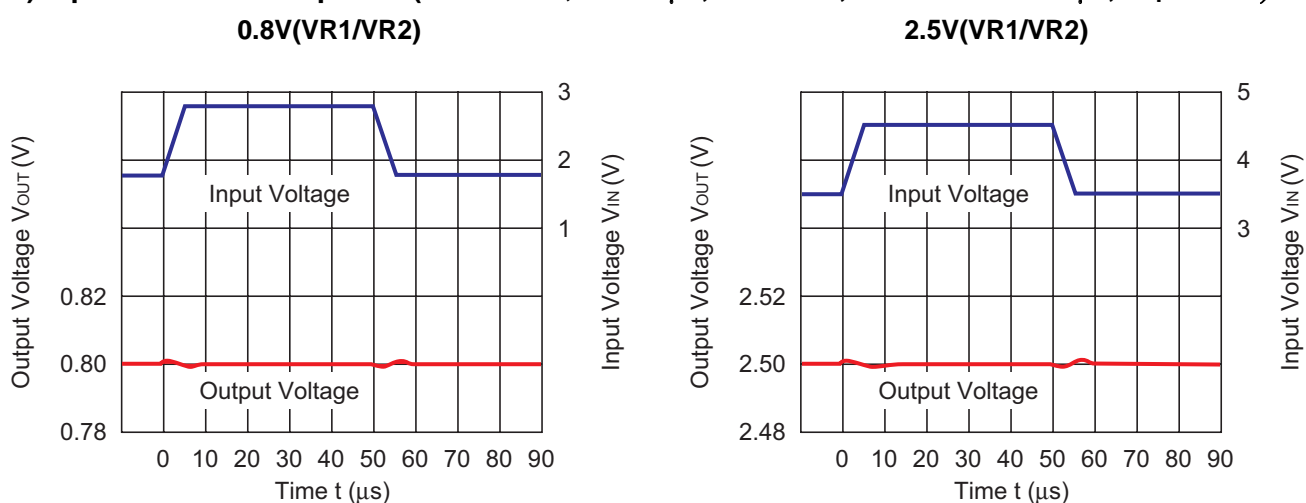 0.8V(VR1/VR2)
3
2
1
0.82
0.80
0.78
Output Voltage VOUT (V)
Input Voltage VIN (V)
Input Voltage
Output Voltage
0 10 20 30 40 50 60 70 80 90
Time t (μs)
2.5V(VR1/VR2)
5
4
3
2.52
2.50
2.48
Output Voltage VOUT (V)
Input Voltage VIN (V)
Input Voltage
Output Voltage
0 10 20 30 40 50 60 70 80 90
Time t (μs)